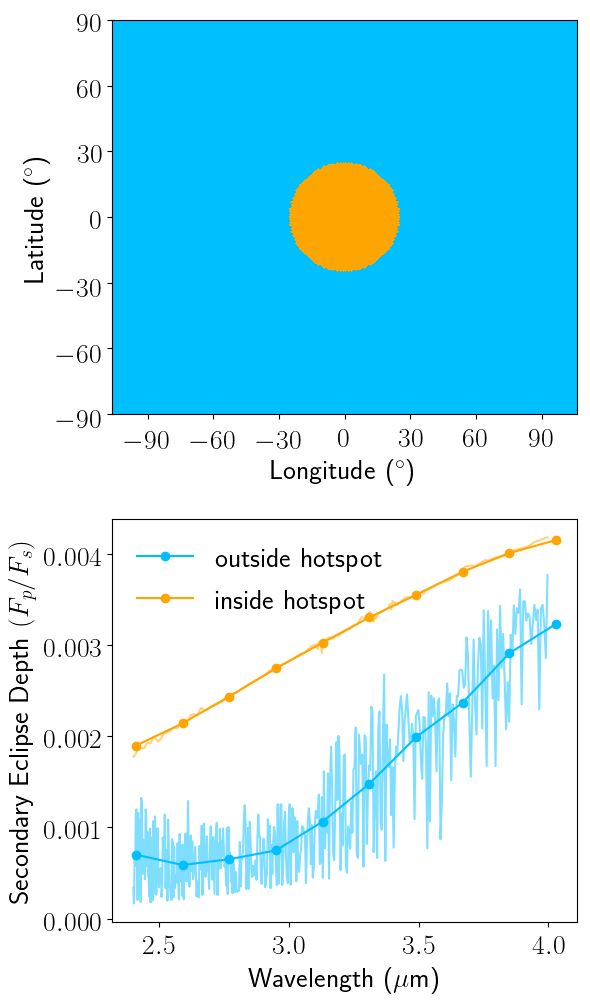 90
60
30
0
−30
−60
−90
Latitude (°)
−90 −60 −30 0 30 60 90
Longitude (°)
outside hotspot
inside hotspot
0.004
0.003
0.002
0.001
0.000
Secondary Eclipse Depth (F_p/F_s)
2.5 3.0 3.5 4.0
Wavelength (μm)